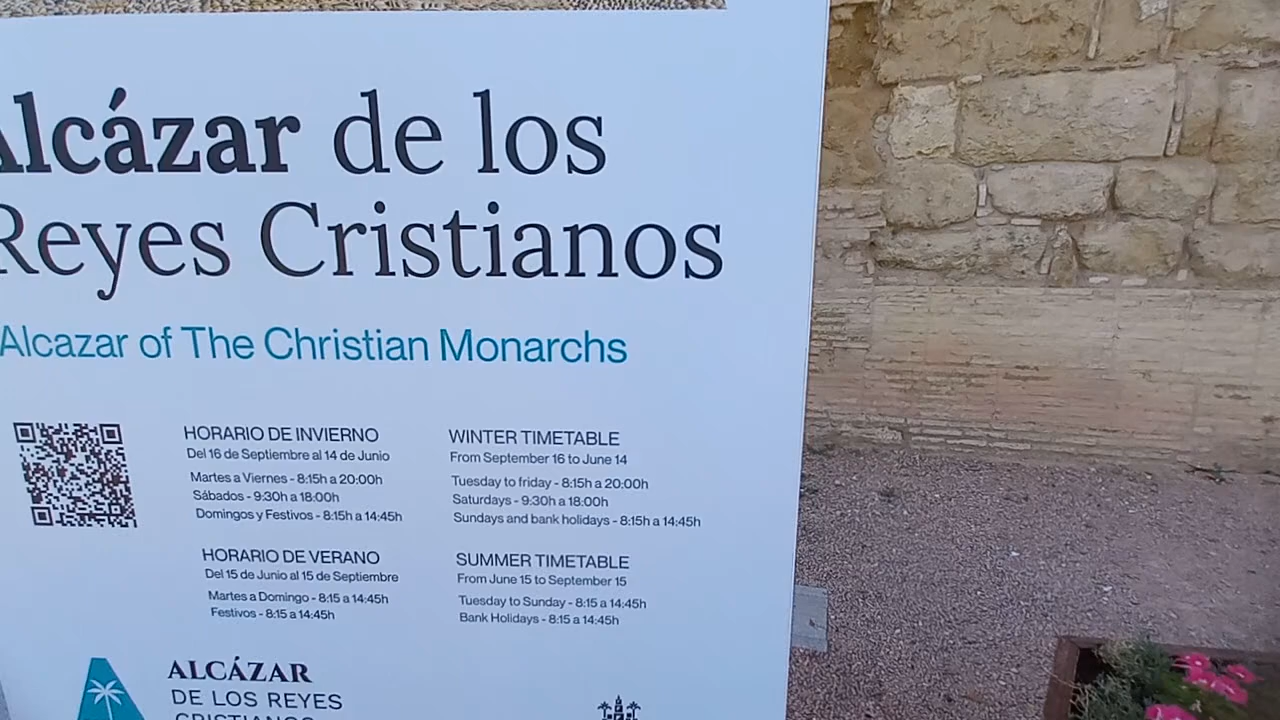 Alcázar de los
Reyes Cristianos
Alcazar of The Christian Monarchs
HORARIO DE INVIERNO
Del 16 de Septiembre al 14 de Junio
Martes a Viernes - 8:15h a 20:00h
Sábados - 9:30h a 18:00h
Domingos y Festivos - 8:15h a 14:45h
WINTER TIMETABLE
From September 16 to June 14
Tuesday to friday - 8:15h a 20:00h
Saturdays - 9:30h a 18:00h
Sundays and bank holidays - 8:15h a 14:45h
HORARIO DE VERANO
Del 15 de Junio al 15 de Septiembre
Martes a Domingo - 8:15 a 14:45h
Festivos - 8:15 a 14:45h
SUMMER TIMETABLE
From June 15 to September 15
Tuesday to Sunday - 8:15 a 14:45h
Bank Holidays - 8:15 a 14:45h
ALCÁZAR
DE LOS REYES
CRISTIANOS